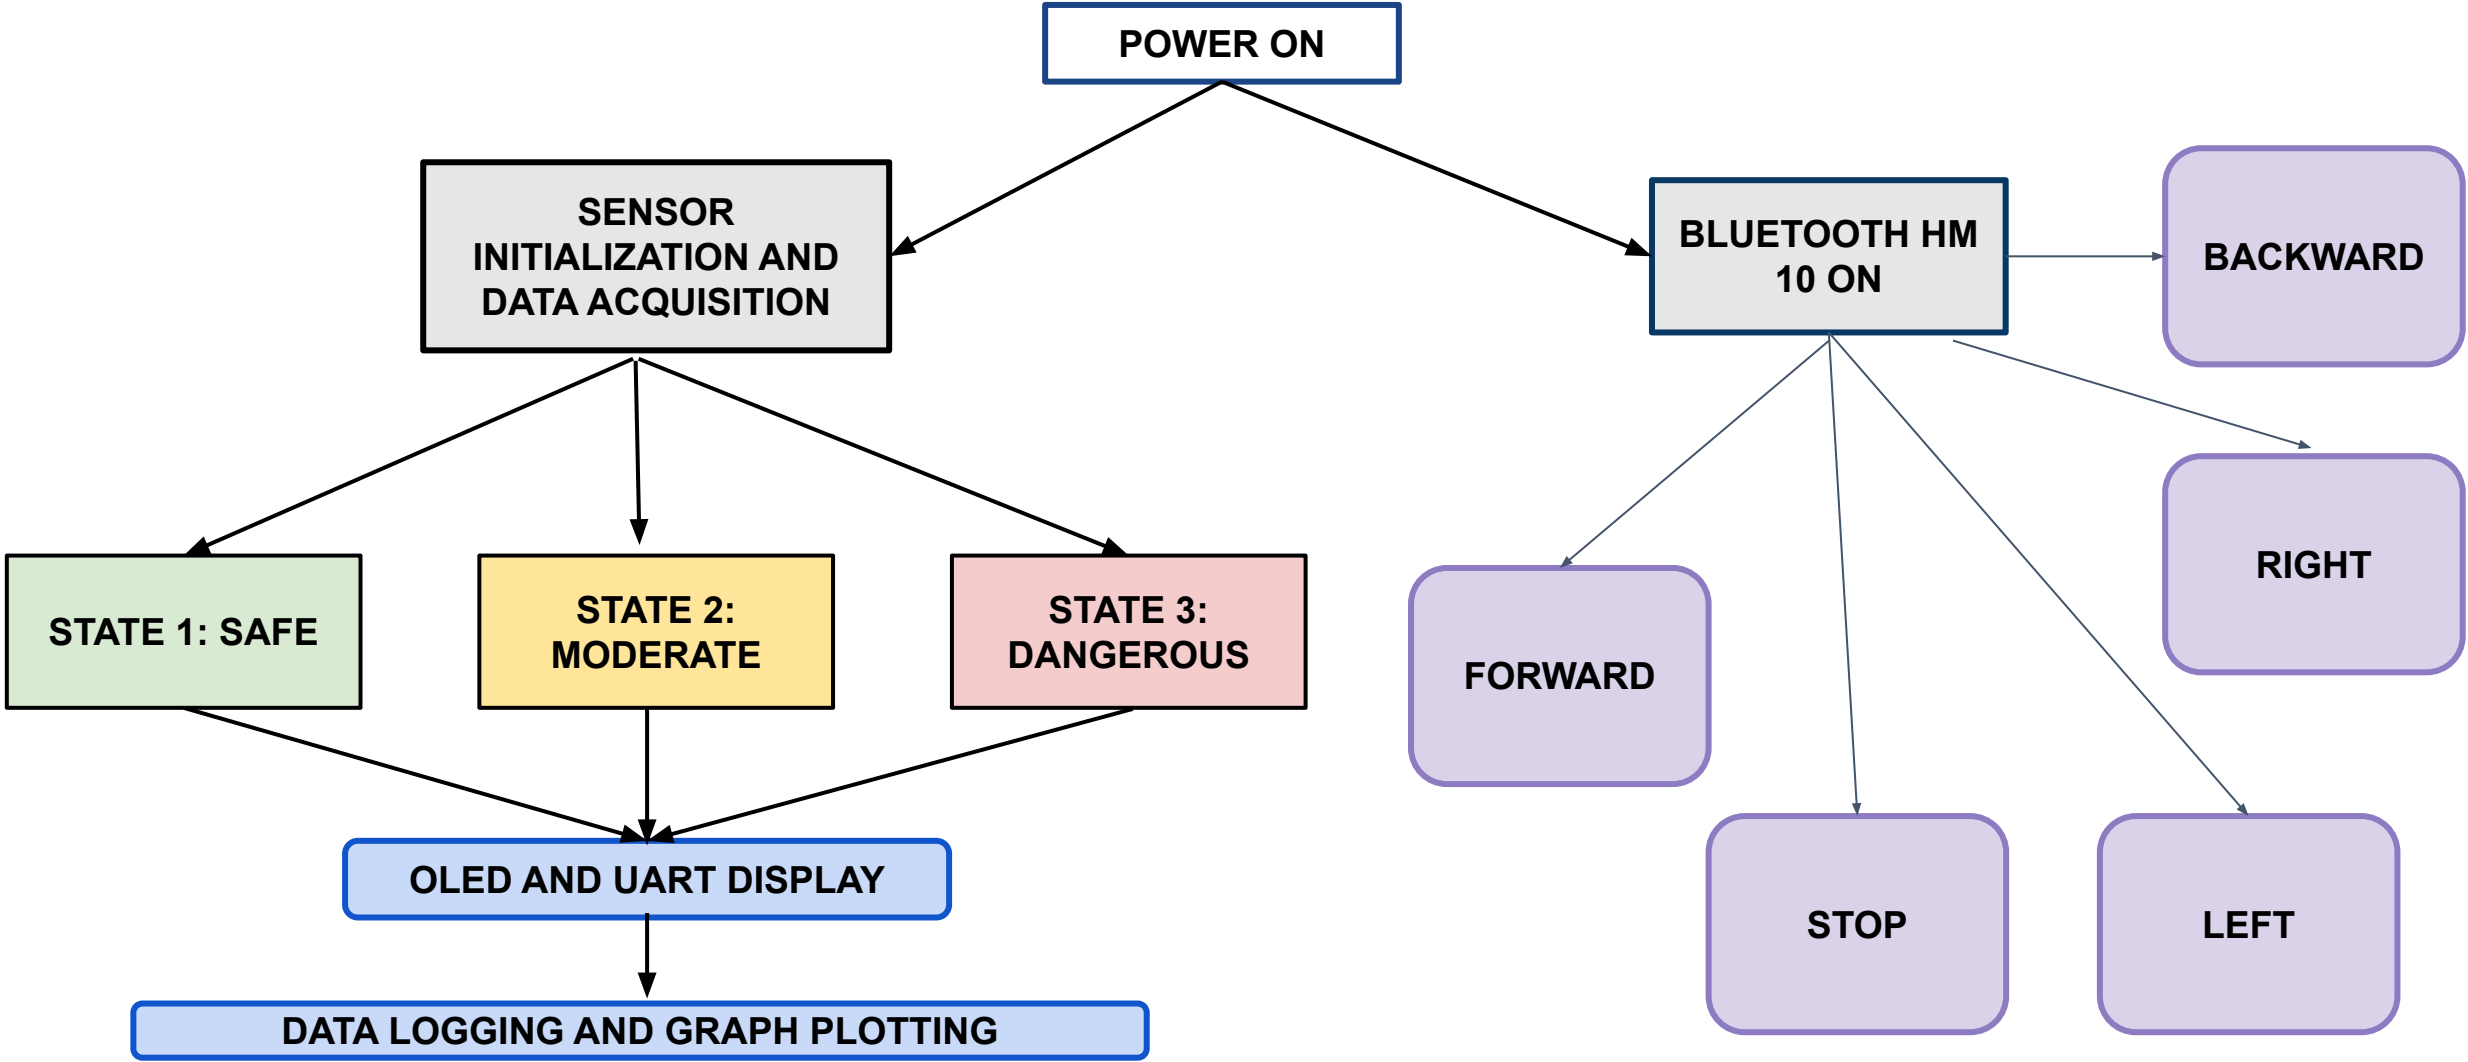 POWER ON
SENSOR
INITIALIZATION AND
DATA ACQUISITION
BLUETOOTH HM
10 ON
BACKWARD
RIGHT
STATE 1: SAFE
STATE 2:
MODERATE
STATE 3:
DANGEROUS
FORWARD
OLED AND UART DISPLAY
STOP
LEFT
DATA LOGGING AND GRAPH PLOTTING